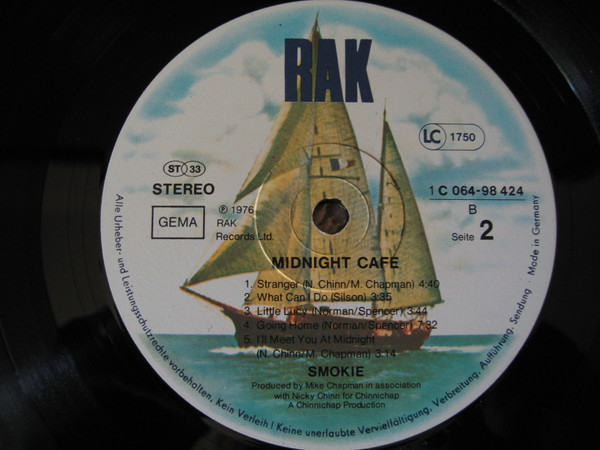 RAK
LC 1750
ST 33
STEREO
GEMA
℗ 1976
RAK
Records Ltd.
1 C 064-98 424
B
Seite 2
MIDNIGHT CAFE
1. Stranger (N. Chinn/M. Chapman) 4:40
2. What Can I Do (Silson) 3:35
3. Little Lucy (Norman/Spencer) 3:44
4. Going Home (Norman/Spencer) 7:32
5. I'll Meet You At Midnight
(N. Chinn/M. Chapman) 3:14
SMOKIE
Produced by Mike Chapman in association
with Nicky Chinn for Chinnichap
A Chinnichap Production
Alle Urheber- und Leistungsschutzrechte vorbehalten. Kein Verleih! Keine unerlaubte Vervielfältigung, Verbreitung, Aufführung, Sendung · Made in Germany